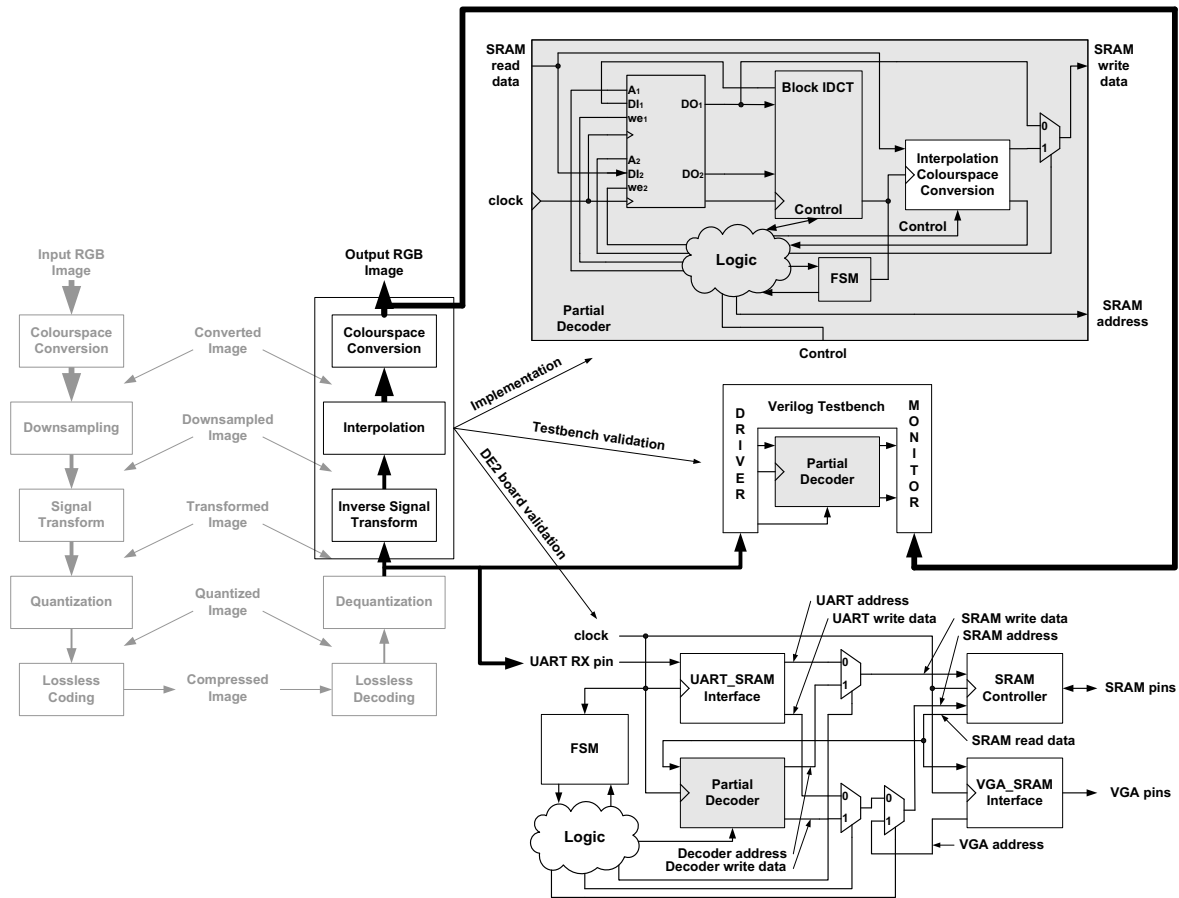 SRAM
read
data
SRAM
write
data
A1
DI1
we1
A2
DI2
we2
DO1
DO2
Block IDCT
0
1
Interpolation
Colourspace
Conversion
clock
Control
Control
Logic
FSM
Partial
Decoder
SRAM
address
Control
Input RGB
Image
Output RGB
Image
Colourspace
Conversion
Converted
Image
Colourspace
Conversion
Downsampling
Downsampled
Image
Interpolation
Signal
Transform
Transformed
Image
Inverse Signal
Transform
Quantization
Quantized
Image
Dequantization
Lossless
Coding
Compressed
Image
Lossless
Decoding
Implementation
Testbench validation
DE2 board validation
DRIVER
Verilog Testbench
Partial
Decoder
MONITOR
clock
UART RX pin
UART address
UART write data
SRAM write data
SRAM address
UART_SRAM
Interface
0
1
SRAM
Controller
SRAM pins
SRAM read data
FSM
Partial
Decoder
0
1
0
1
VGA_SRAM
Interface
VGA pins
Logic
Decoder address
Decoder write data
VGA address